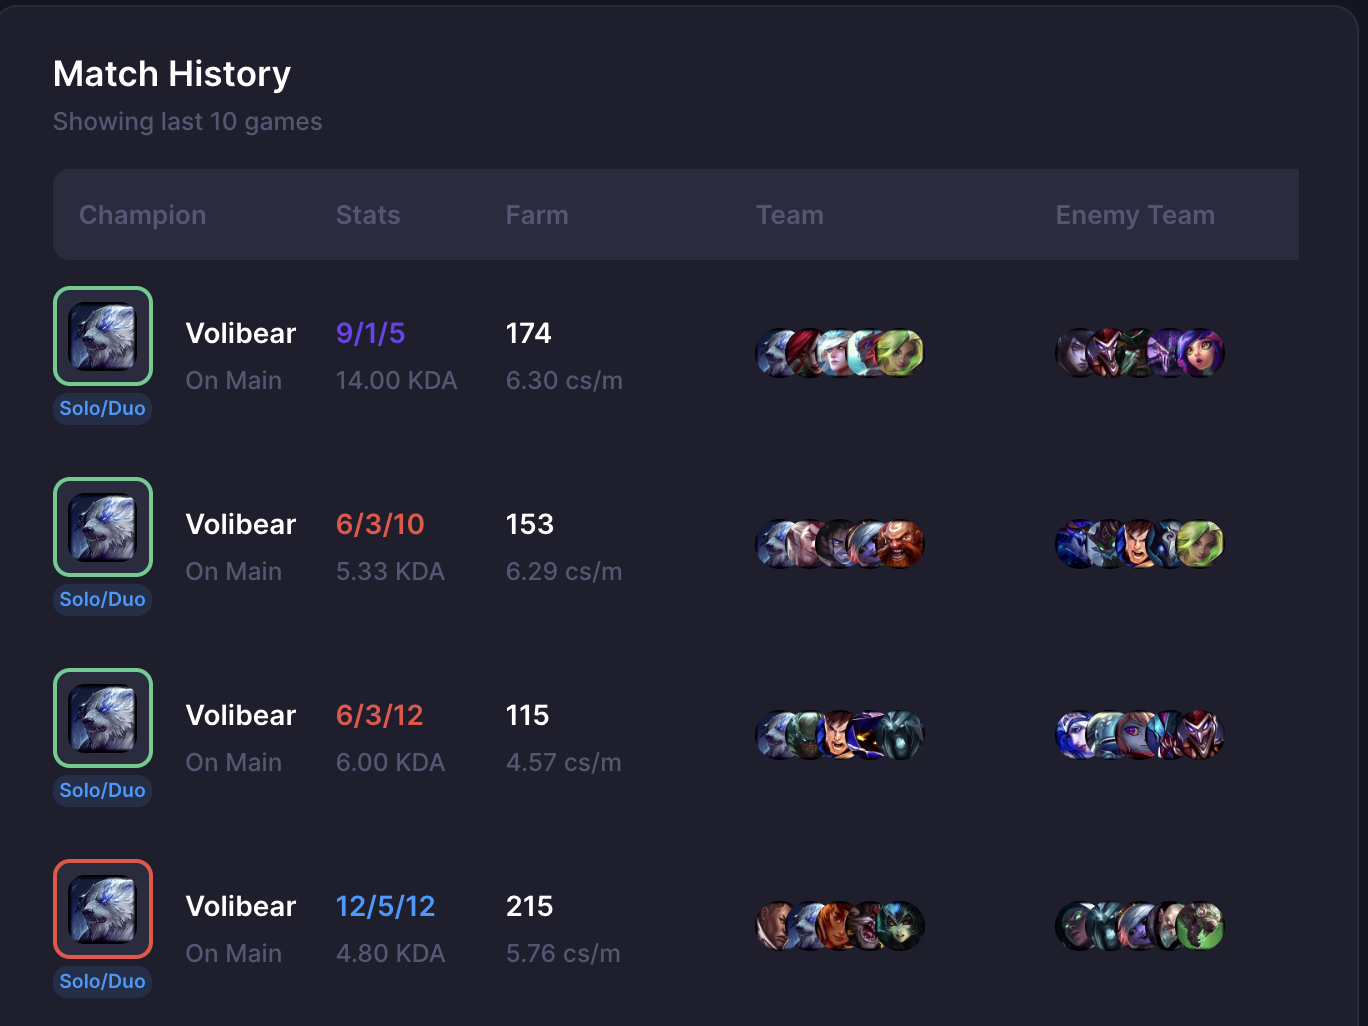 Match History
Showing last 10 games
Champion Stats Farm Team Enemy Team
Volibear 9/1/5 174
On Main 14.00 KDA 6.30 cs/m
Solo/Duo
Volibear 6/3/10 153
On Main 5.33 KDA 6.29 cs/m
Solo/Duo
Volibear 6/3/12 115
On Main 6.00 KDA 4.57 cs/m
Solo/Duo
Volibear 12/5/12 215
On Main 4.80 KDA 5.76 cs/m
Solo/Duo